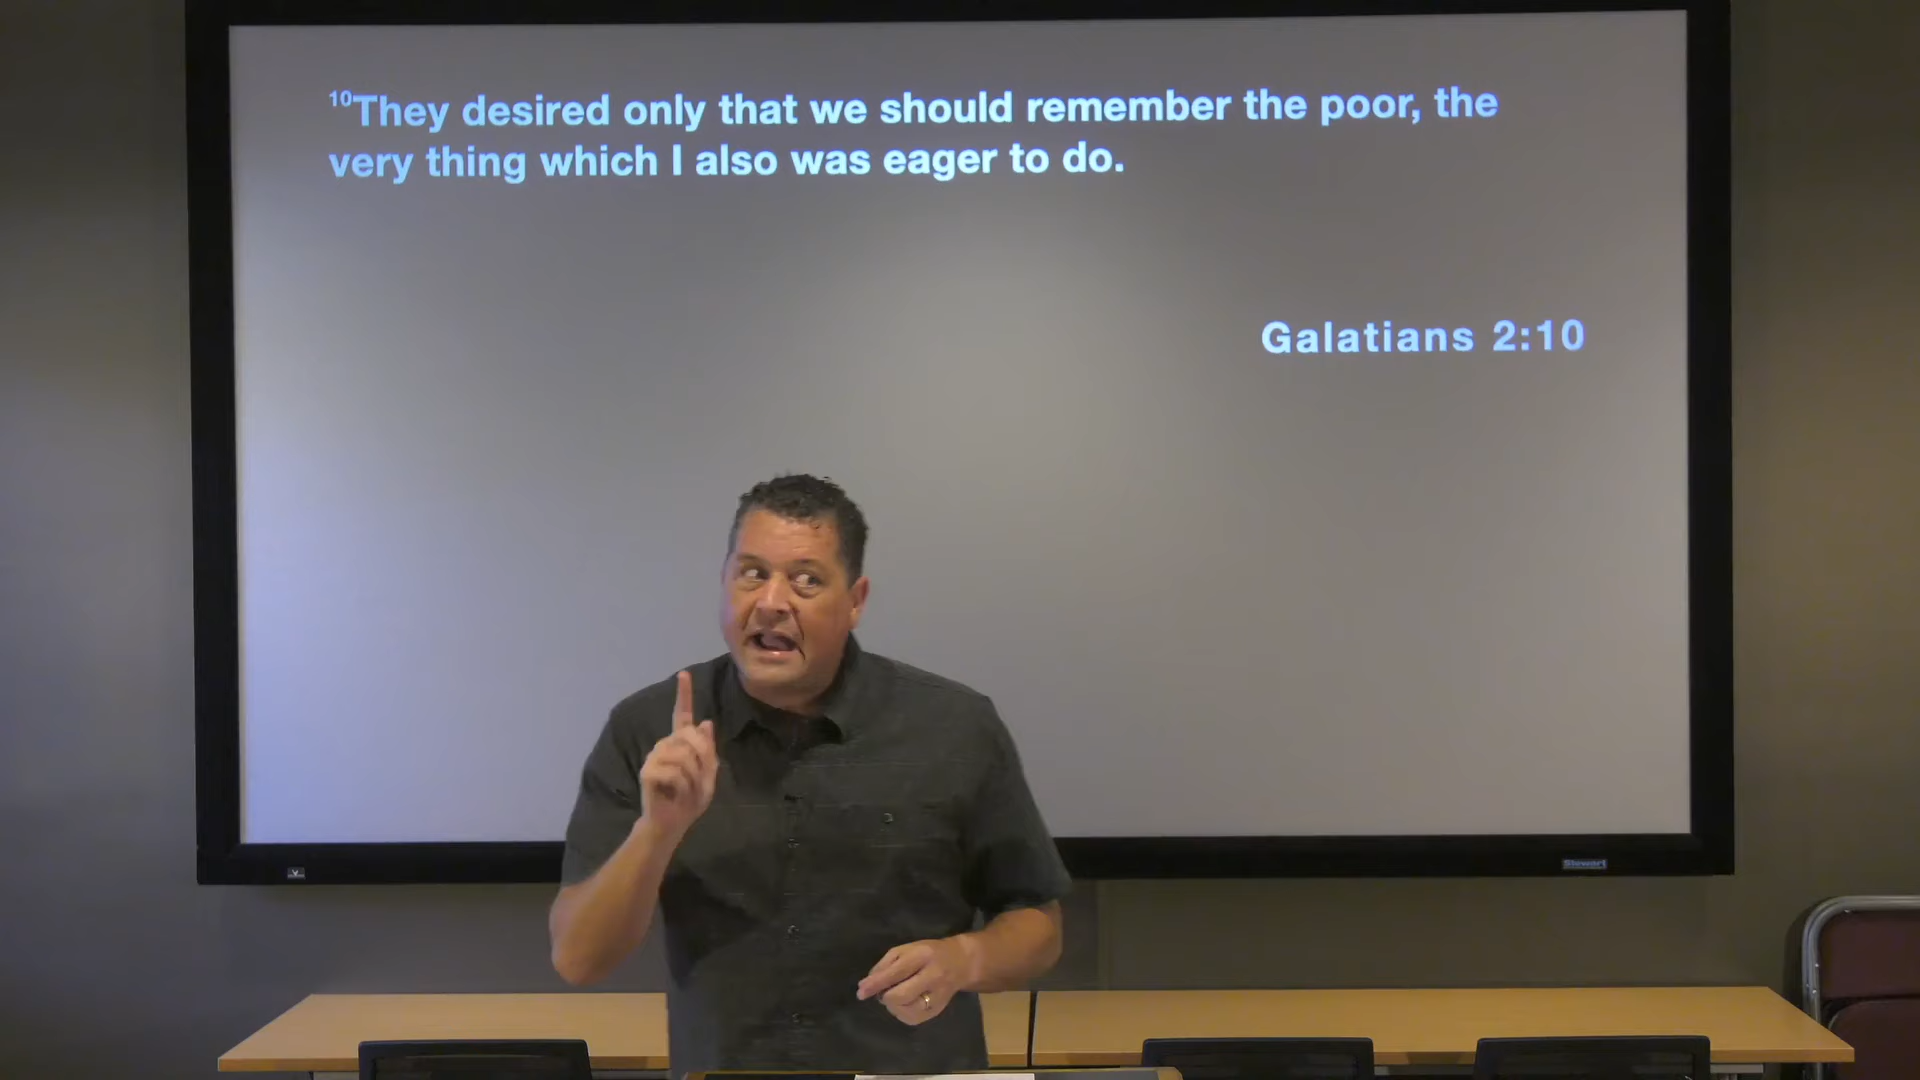 ¹⁰They desired only that we should remember the poor, the
very thing which I also was eager to do.
Galatians 2:10
Stewart